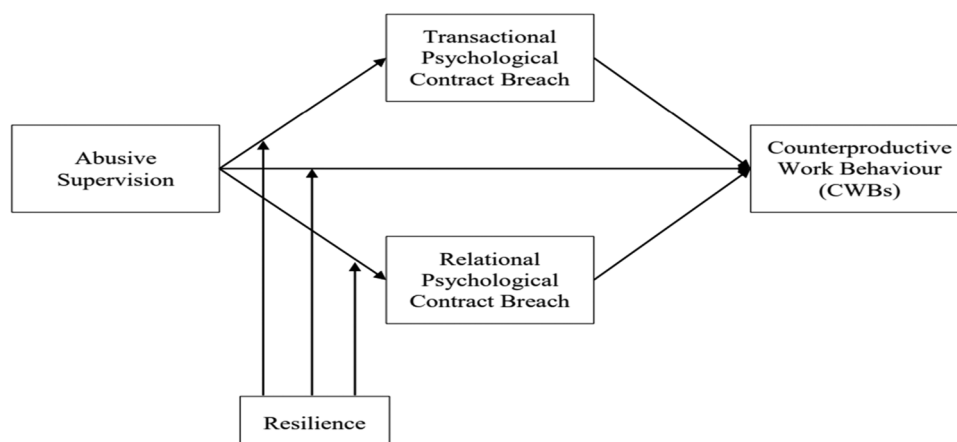 Transactional
Psychological
Contract Breach
Abusive
Supervision
Counterproductive
Work Behaviour
(CWBs)
Relational
Psychological
Contract Breach
Resilience